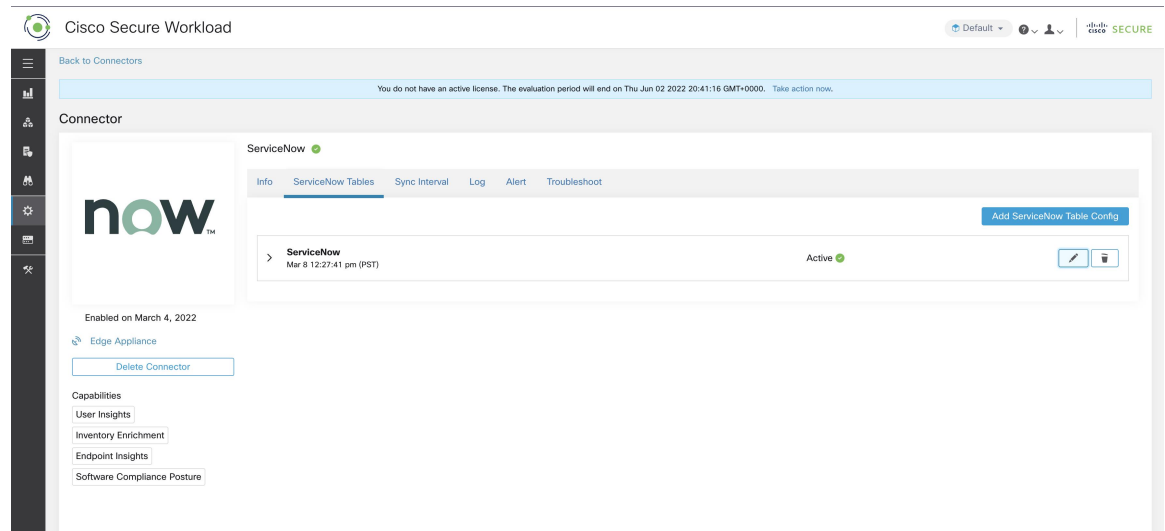 Cisco Secure Workload
Default
cisco SECURE
Back to Connectors
You do not have an active license. The evaluation period will end on Thu Jun 02 2022 20:41:16 GMT+0000. Take action now.
Connector
now™
ServiceNow
Info ServiceNow Tables Sync Interval Log Alert Troubleshoot
Add ServiceNow Table Config
ServiceNow
Mar 8 12:27:41 pm (PST)
Active
Enabled on March 4, 2022
Edge Appliance
Delete Connector
Capabilities
User Insights
Inventory Enrichment
Endpoint Insights
Software Compliance Posture